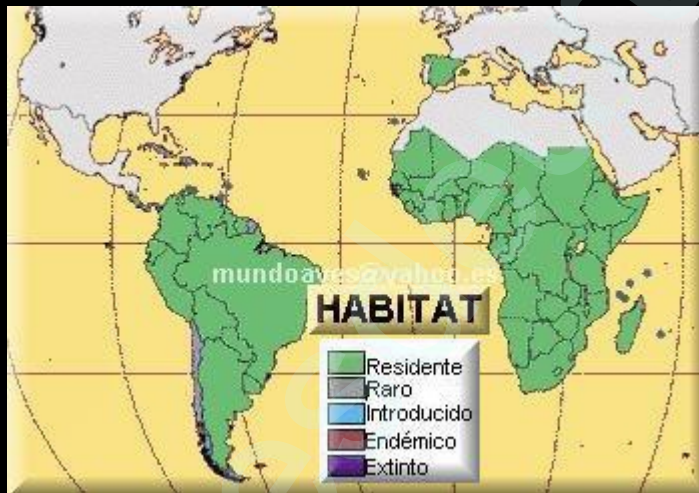 mundoaves@yahoo.es
HABITAT
Residente
Raro
Introducido
Endémico
Extinto